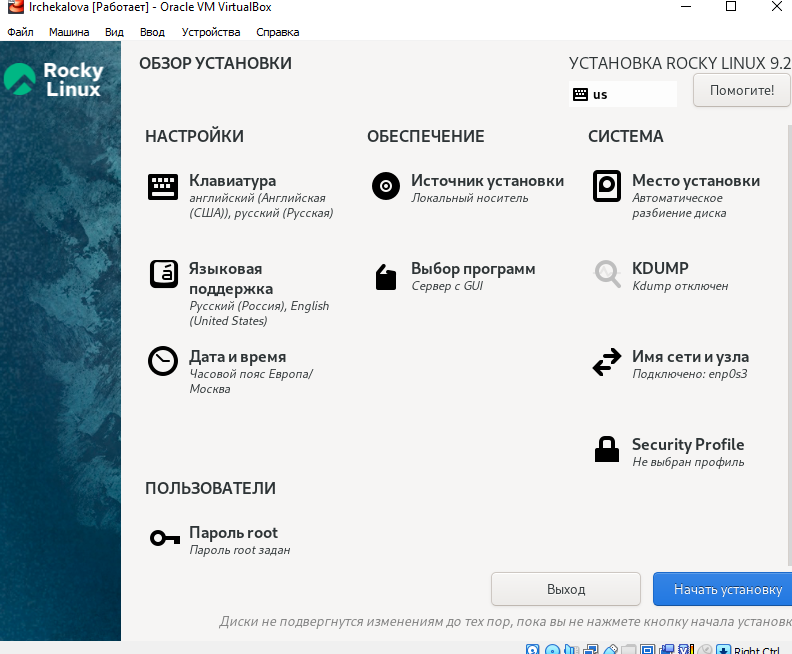 Irchekalova [Работает] - Oracle VM VirtualBox
Файл Машина Вид Ввод Устройства Справка
Rocky
Linux
ОБЗОР УСТАНОВКИ
УСТАНОВКА ROCKY LINUX 9.2
us
Помогите!
НАСТРОЙКИ
Клавиатура
английский (Английская
(США)), русский (Русская)
Языковая
поддержка
Русский (Россия), English
(United States)
Дата и время
Часовой пояс Европа/
Москва
ОБЕСПЕЧЕНИЕ
Источник установки
Локальный носитель
Выбор программ
Сервер с GUI
СИСТЕМА
Место установки
Автоматическое
разбиение диска
KDUMP
Kdump отключен
Имя сети и узла
Подключено: enp0s3
Security Profile
Не выбран профиль
ПОЛЬЗОВАТЕЛИ
Пароль root
Пароль root задан
Выход
Начать установку
Диски не подвергнутся изменениям до тех пор, пока вы не нажмете кнопку начала установк
Right Ctrl